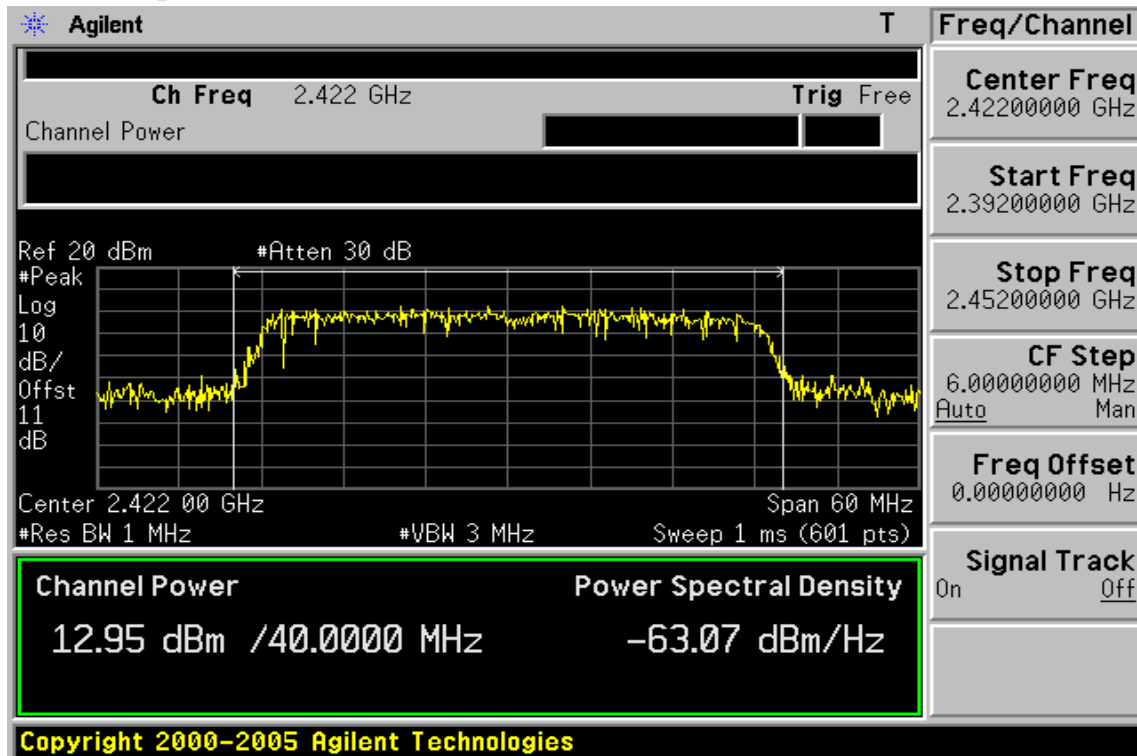 Agilent T
Freq/Channel
Ch Freq 2.422 GHz Trig Free
Channel Power
Ref 20 dBm #Atten 30 dB
#Peak
Log
10
dB/
Offst
11
dB
Center 2.422 00 GHz Span 60 MHz
#Res BW 1 MHz #VBW 3 MHz Sweep 1 ms (601 pts)
Channel Power Power Spectral Density
12.95 dBm /40.0000 MHz -63.07 dBm/Hz
Copyright 2000-2005 Agilent Technologies
Center Freq
2.42200000 GHz
Start Freq
2.39200000 GHz
Stop Freq
2.45200000 GHz
CF Step
6.00000000 MHz
Auto Man
Freq Offset
0.00000000 Hz
Signal Track
On Off